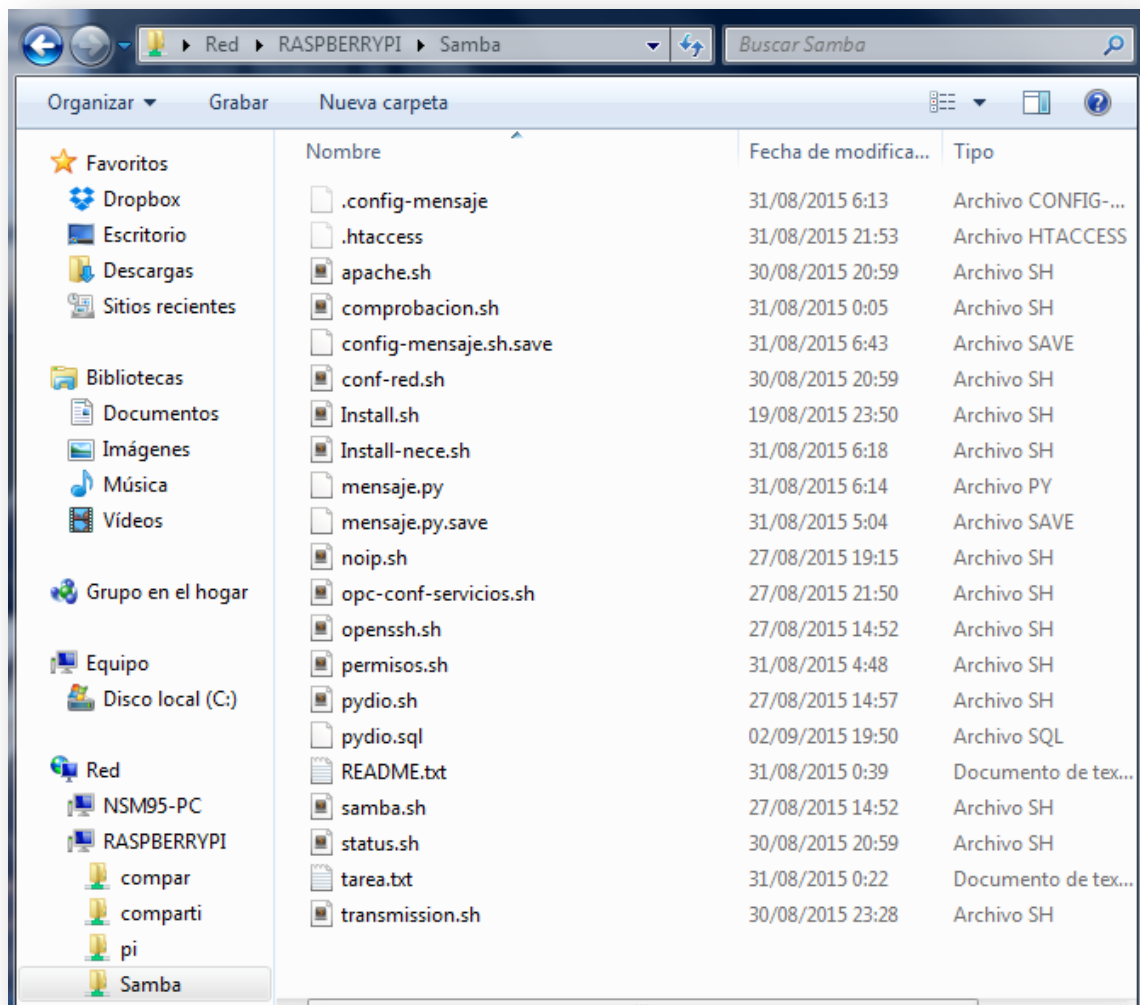 Red RASPBERRYPI Samba Buscar Samba
Organizar Grabar Nueva carpeta
Favoritos
Dropbox
Escritorio
Descargas
Sitios recientes
Bibliotecas
Documentos
Imágenes
Música
Vídeos
Grupo en el hogar
Equipo
Disco local (C:)
Red
NSM95-PC
RASPBERRYPI
compar
comparti
pi
Samba
Nombre Fecha de modifica... Tipo
.config-mensaje 31/08/2015 6:13 Archivo CONFIG-...
.htaccess 31/08/2015 21:53 Archivo HTACCESS
apache.sh 30/08/2015 20:59 Archivo SH
comprobacion.sh 31/08/2015 0:05 Archivo SH
config-mensaje.sh.save 31/08/2015 6:43 Archivo SAVE
conf-red.sh 30/08/2015 20:59 Archivo SH
Install.sh 19/08/2015 23:50 Archivo SH
Install-nece.sh 31/08/2015 6:18 Archivo SH
mensaje.py 31/08/2015 6:14 Archivo PY
mensaje.py.save 31/08/2015 5:04 Archivo SAVE
noip.sh 27/08/2015 19:15 Archivo SH
opc-conf-servicios.sh 27/08/2015 21:50 Archivo SH
openssh.sh 27/08/2015 14:52 Archivo SH
permisos.sh 31/08/2015 4:48 Archivo SH
pydio.sh 27/08/2015 14:57 Archivo SH
pydio.sql 02/09/2015 19:50 Archivo SQL
README.txt 31/08/2015 0:39 Documento de tex...
samba.sh 27/08/2015 14:52 Archivo SH
status.sh 30/08/2015 20:59 Archivo SH
tarea.txt 31/08/2015 0:22 Documento de tex...
transmission.sh 30/08/2015 23:28 Archivo SH